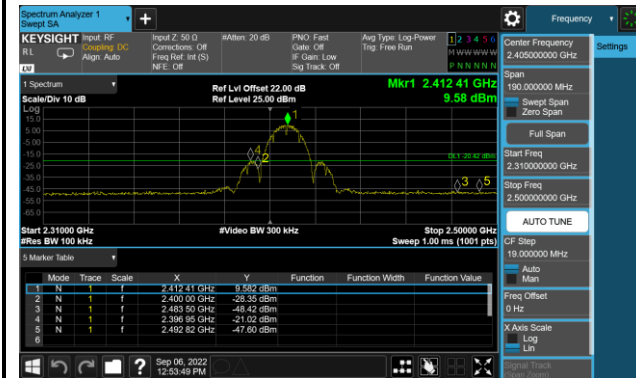 Spectrum Analyzer 1
Swept SA
+
Frequency
KEYSIGHT
RL
LXI
Input: RF
Coupling: DC
Align: Auto
Input Z: 50 Ω
Corrections: Off
Freq Ref: Int (S)
NFE: Off
#Atten: 20 dB
PNO: Fast
Gate: Off
IF Gain: Low
Sig Track: Off
Avg Type: Log-Power
Trig: Free Run
1 2 3 4 5 6
M W W W W W
P N N N N N
1 Spectrum
Scale/Div 10 dB
Ref Lvl Offset 22.00 dB
Ref Level 25.00 dBm
Mkr1 2.412 41 GHz
9.58 dBm
Log
15.0
5.00
-5.00
-15.0
-25.0
-35.0
-45.0
-55.0
-65.0
1
4
2
3
5
DL1 -20.42 dBm
Start 2.31000 GHz
#Res BW 100 kHz
#Video BW 300 kHz
Stop 2.50000 GHz
Sweep 1.00 ms (1001 pts)
5 Marker Table
Mode Trace Scale X Y Function Function Width Function Value
1 N 1 f 2.412 41 GHz 9.582 dBm
2 N 1 f 2.400 00 GHz -28.35 dBm
3 N 1 f 2.483 50 GHz -48.42 dBm
4 N 1 f 2.396 95 GHz -21.02 dBm
5 N 1 f 2.492 82 GHz -47.60 dBm
6
?
Sep 06, 2022
12:53:49 PM
Center Frequency
2.405000000 GHz
Settings
Span
190.000000 MHz
Swept Span
Zero Span
Full Span
Start Freq
2.310000000 GHz
Stop Freq
2.500000000 GHz
AUTO TUNE
CF Step
19.000000 MHz
Auto
Man
Freq Offset
0 Hz
X Axis Scale
Log
Lin
Signal Track
(Span Zoom)